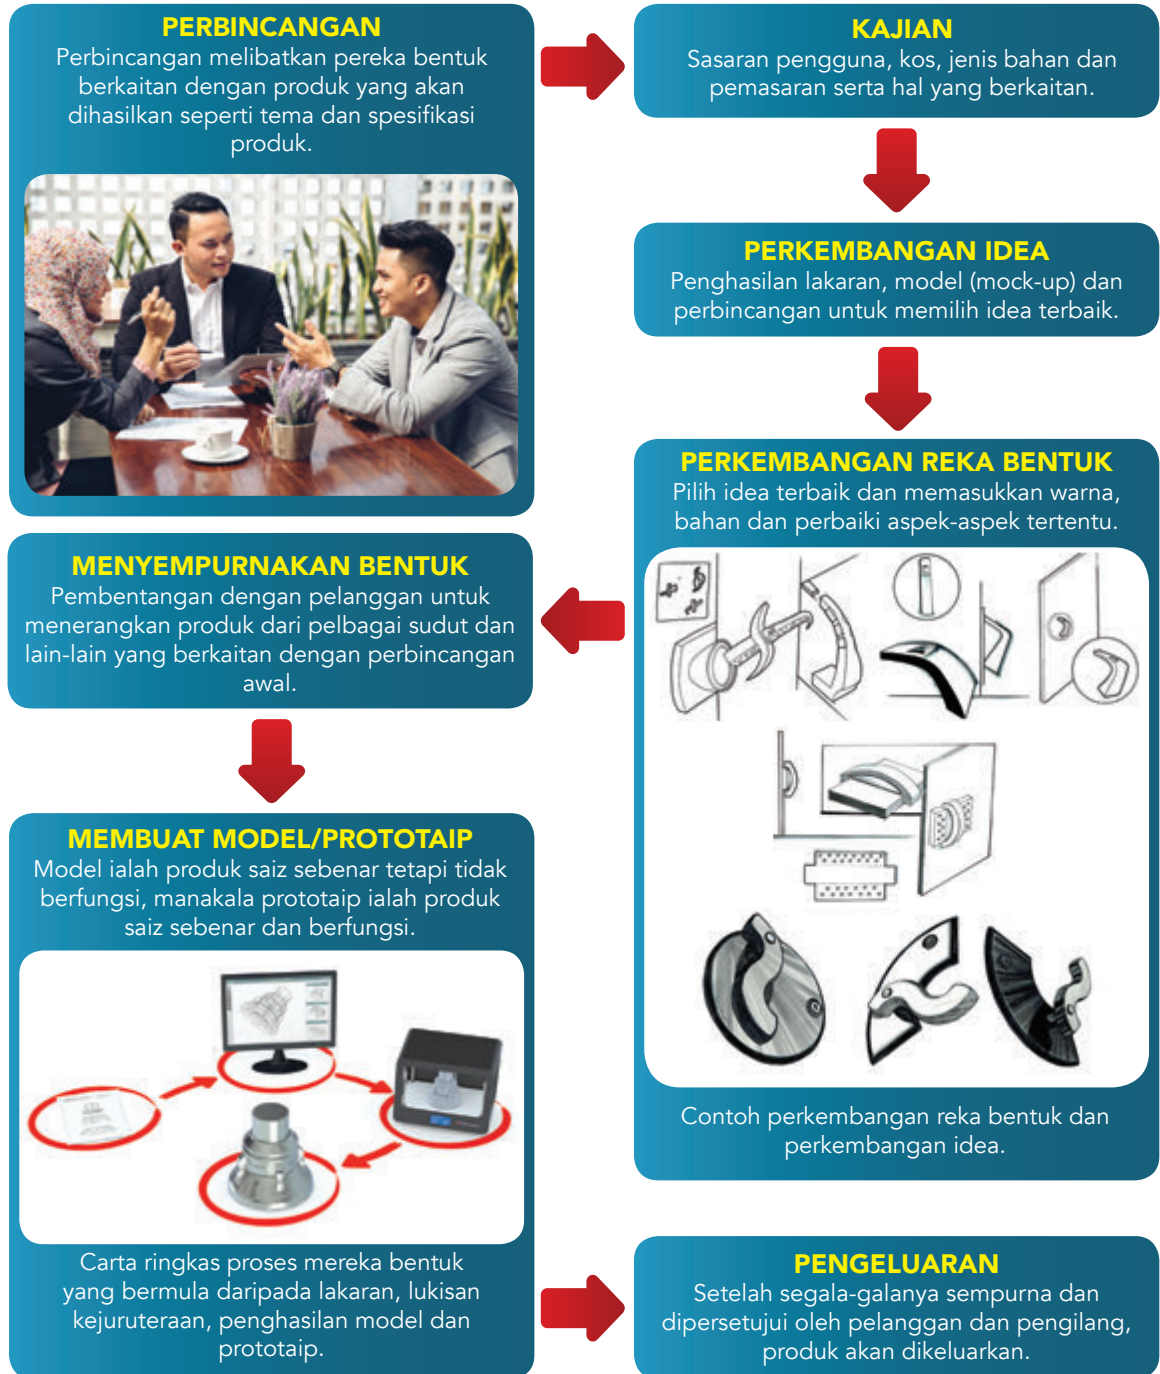 PERBINCANGAN
Perbincangan melibatkan pereka bentuk
berkaitan dengan produk yang akan
dihasilkan seperti tema dan spesifikasi
produk.
KAJIAN
Sasaran pengguna, kos, jenis bahan dan
pemasaran serta hal yang berkaitan.
PERKEMBANGAN IDEA
Penghasilan lakaran, model (mock-up) dan
perbincangan untuk memilih idea terbaik.
PERKEMBANGAN REKA BENTUK
Pilih idea terbaik dan memasukkan warna,
bahan dan perbaiki aspek-aspek tertentu.
Contoh perkembangan reka bentuk dan
perkembangan idea.
MENYEMPURNAKAN BENTUK
Pembentangan dengan pelanggan untuk
menerangkan produk dari pelbagai sudut dan
lain-lain yang berkaitan dengan perbincangan
awal.
MEMBUAT MODEL/PROTOTAIP
Model ialah produk saiz sebenar tetapi tidak
berfungsi, manakala prototaip ialah produk
saiz sebenar dan berfungsi.
Carta ringkas proses mereka bentuk
yang bermula daripada lakaran, lukisan
kejuruteraan, penghasilan model dan
prototaip.
PENGELUARAN
Setelah segala-galanya sempurna dan
dipersetujui oleh pelanggan dan pengilang,
produk akan dikeluarkan.